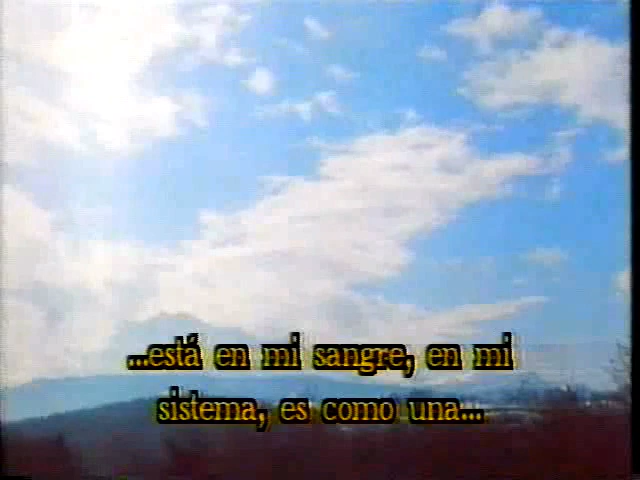 ...está en mi sangre, en mi
sistema, es como una...